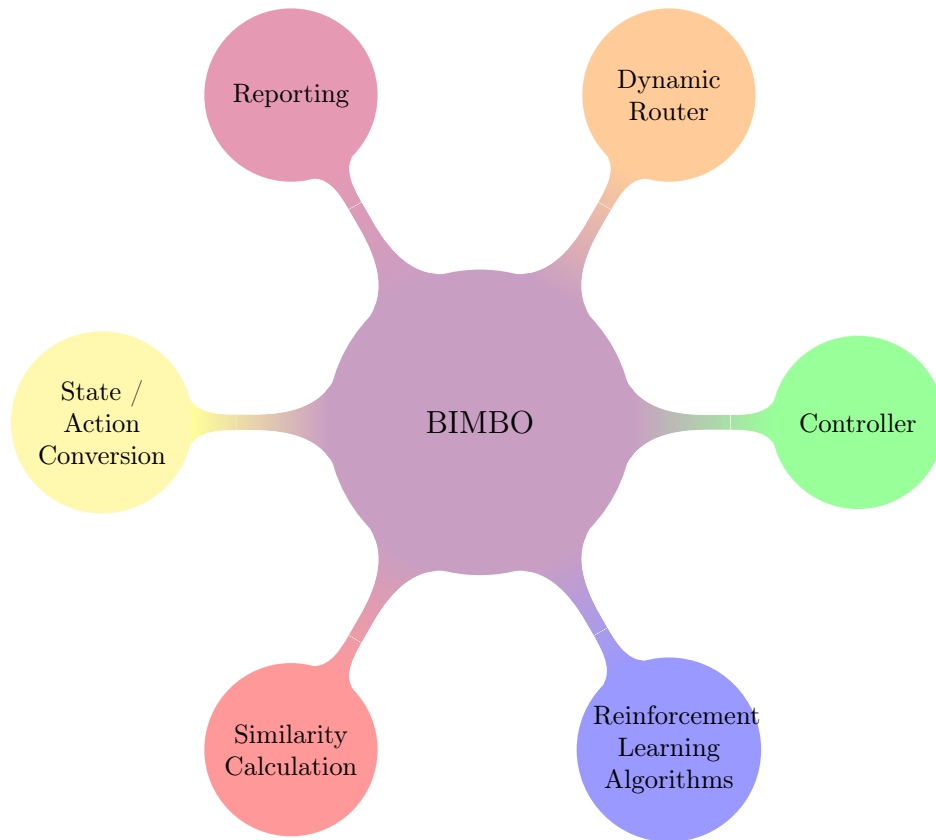 Reporting
Dynamic
Router
State /
Action
Conversion
BIMBO
Controller
Similarity
Calculation
Reinforcement
Learning
Algorithms